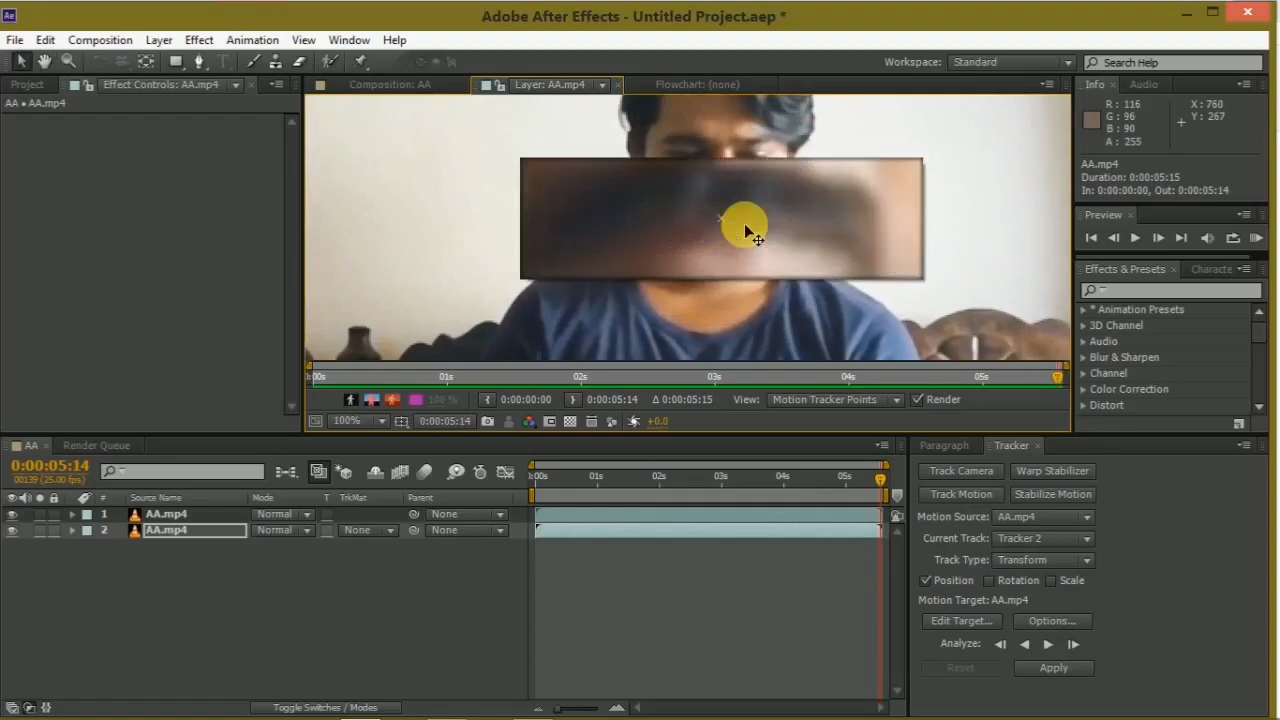 Ae
Adobe After Effects - Untitled Project.aep *
File Edit Composition Layer Effect Animation View Window Help
Workspace: Standard Search Help
Project Effect Controls: AA.mp4 Composition: AA Layer: AA.mp4 Flowchart: (none) Info Audio
AA • AA.mp4
R : 116 X : 760
G : 96 Y : 267
B : 90
A : 255
AA.mp4
Duration: 0:00:05:15
In: 0:00:00:00, Out: 0:00:05:14
Preview
Effects & Presets Characte
* Animation Presets
3D Channel
Audio
Blur & Sharpen
Channel
Color Correction
Distort
:00s 01s 02s 03s 04s 05s
100 % 0:00:00:00 0:00:05:14 Δ 0:00:05:15 View: Motion Tracker Points Render
100% 0:00:05:14 +0.0
AA Render Queue Paragraph Tracker
0:00:05:14
00139 (25.00 fps)
:00s 01s 02s 03s 04s 05s
# Source Name Mode T TrkMat Parent
1 AA.mp4 Normal None
2 AA.mp4 Normal None None
Track Camera Warp Stabilizer
Track Motion Stabilize Motion
Motion Source: AA.mp4
Current Track: Tracker 2
Track Type: Transform
Position Rotation Scale
Motion Target: AA.mp4
Edit Target... Options...
Analyze:
Reset Apply
Toggle Switches / Modes